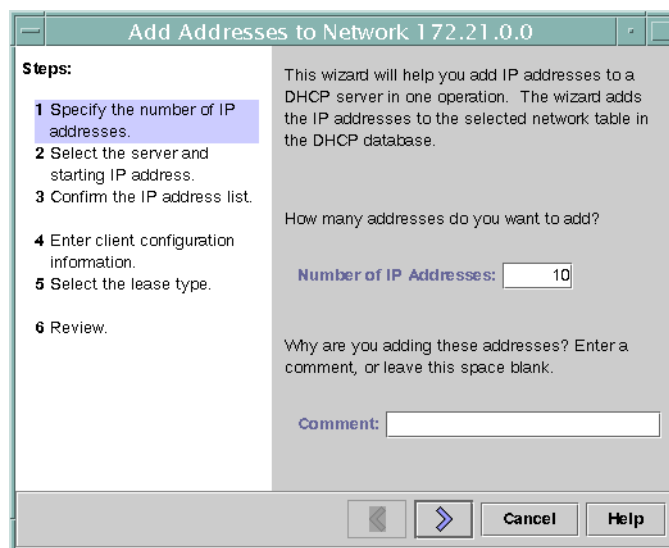 Add Addresses to Network 172.21.0.0
Steps:
1 Specify the number of IP
addresses.
2 Select the server and
starting IP address.
3 Confirm the IP address list.
4 Enter client configuration
information.
5 Select the lease type.
6 Review.
This wizard will help you add IP addresses to a
DHCP server in one operation. The wizard adds
the IP addresses to the selected network table in
the DHCP database.
How many addresses do you want to add?
Number of IP Addresses: 10
Why are you adding these addresses? Enter a
comment, or leave this space blank.
Comment:
Cancel Help